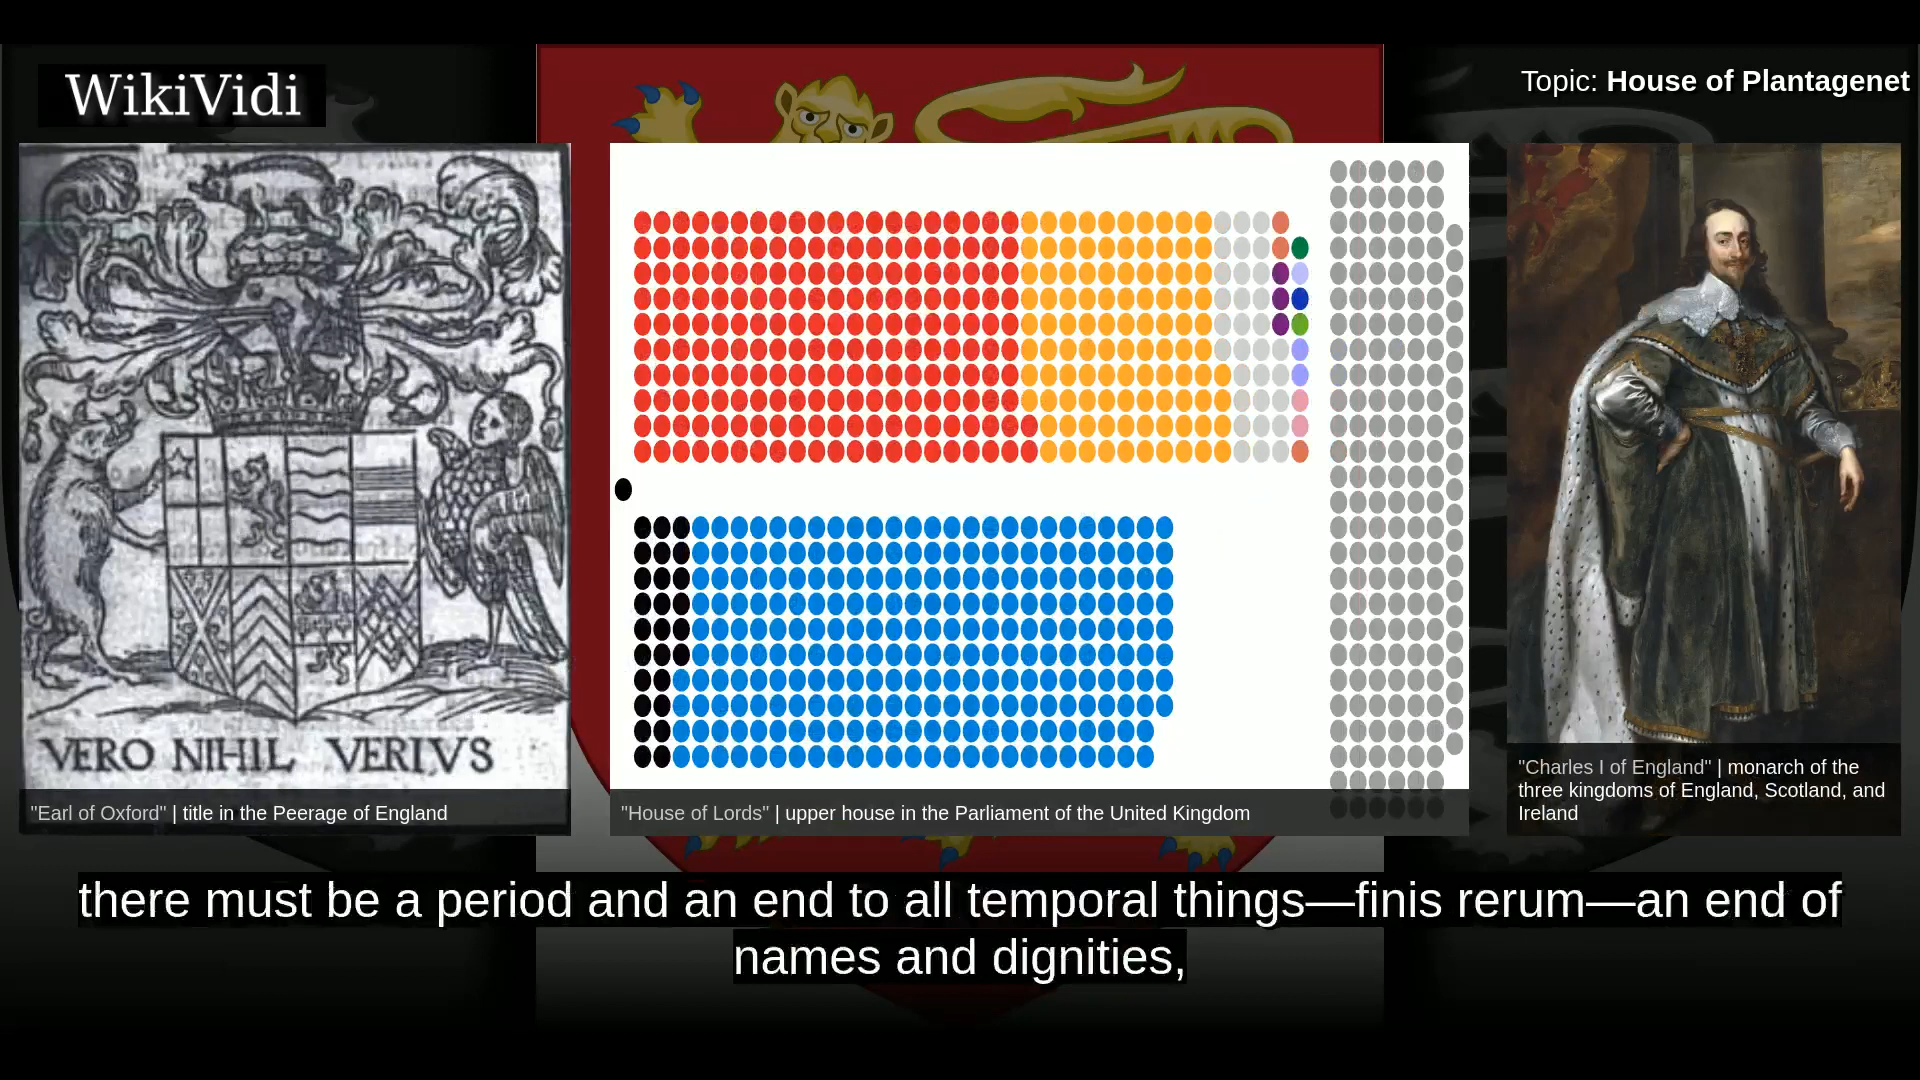 WikiVidi
Topic: House of Plantagenet
VERO NIHIL VERIVS
"Earl of Oxford" | title in the Peerage of England
"House of Lords" | upper house in the Parliament of the United Kingdom
"Charles I of England" | monarch of the
three kingdoms of England, Scotland, and
Ireland
there must be a period and an end to all temporal things—finis rerum—an end of
names and dignities,